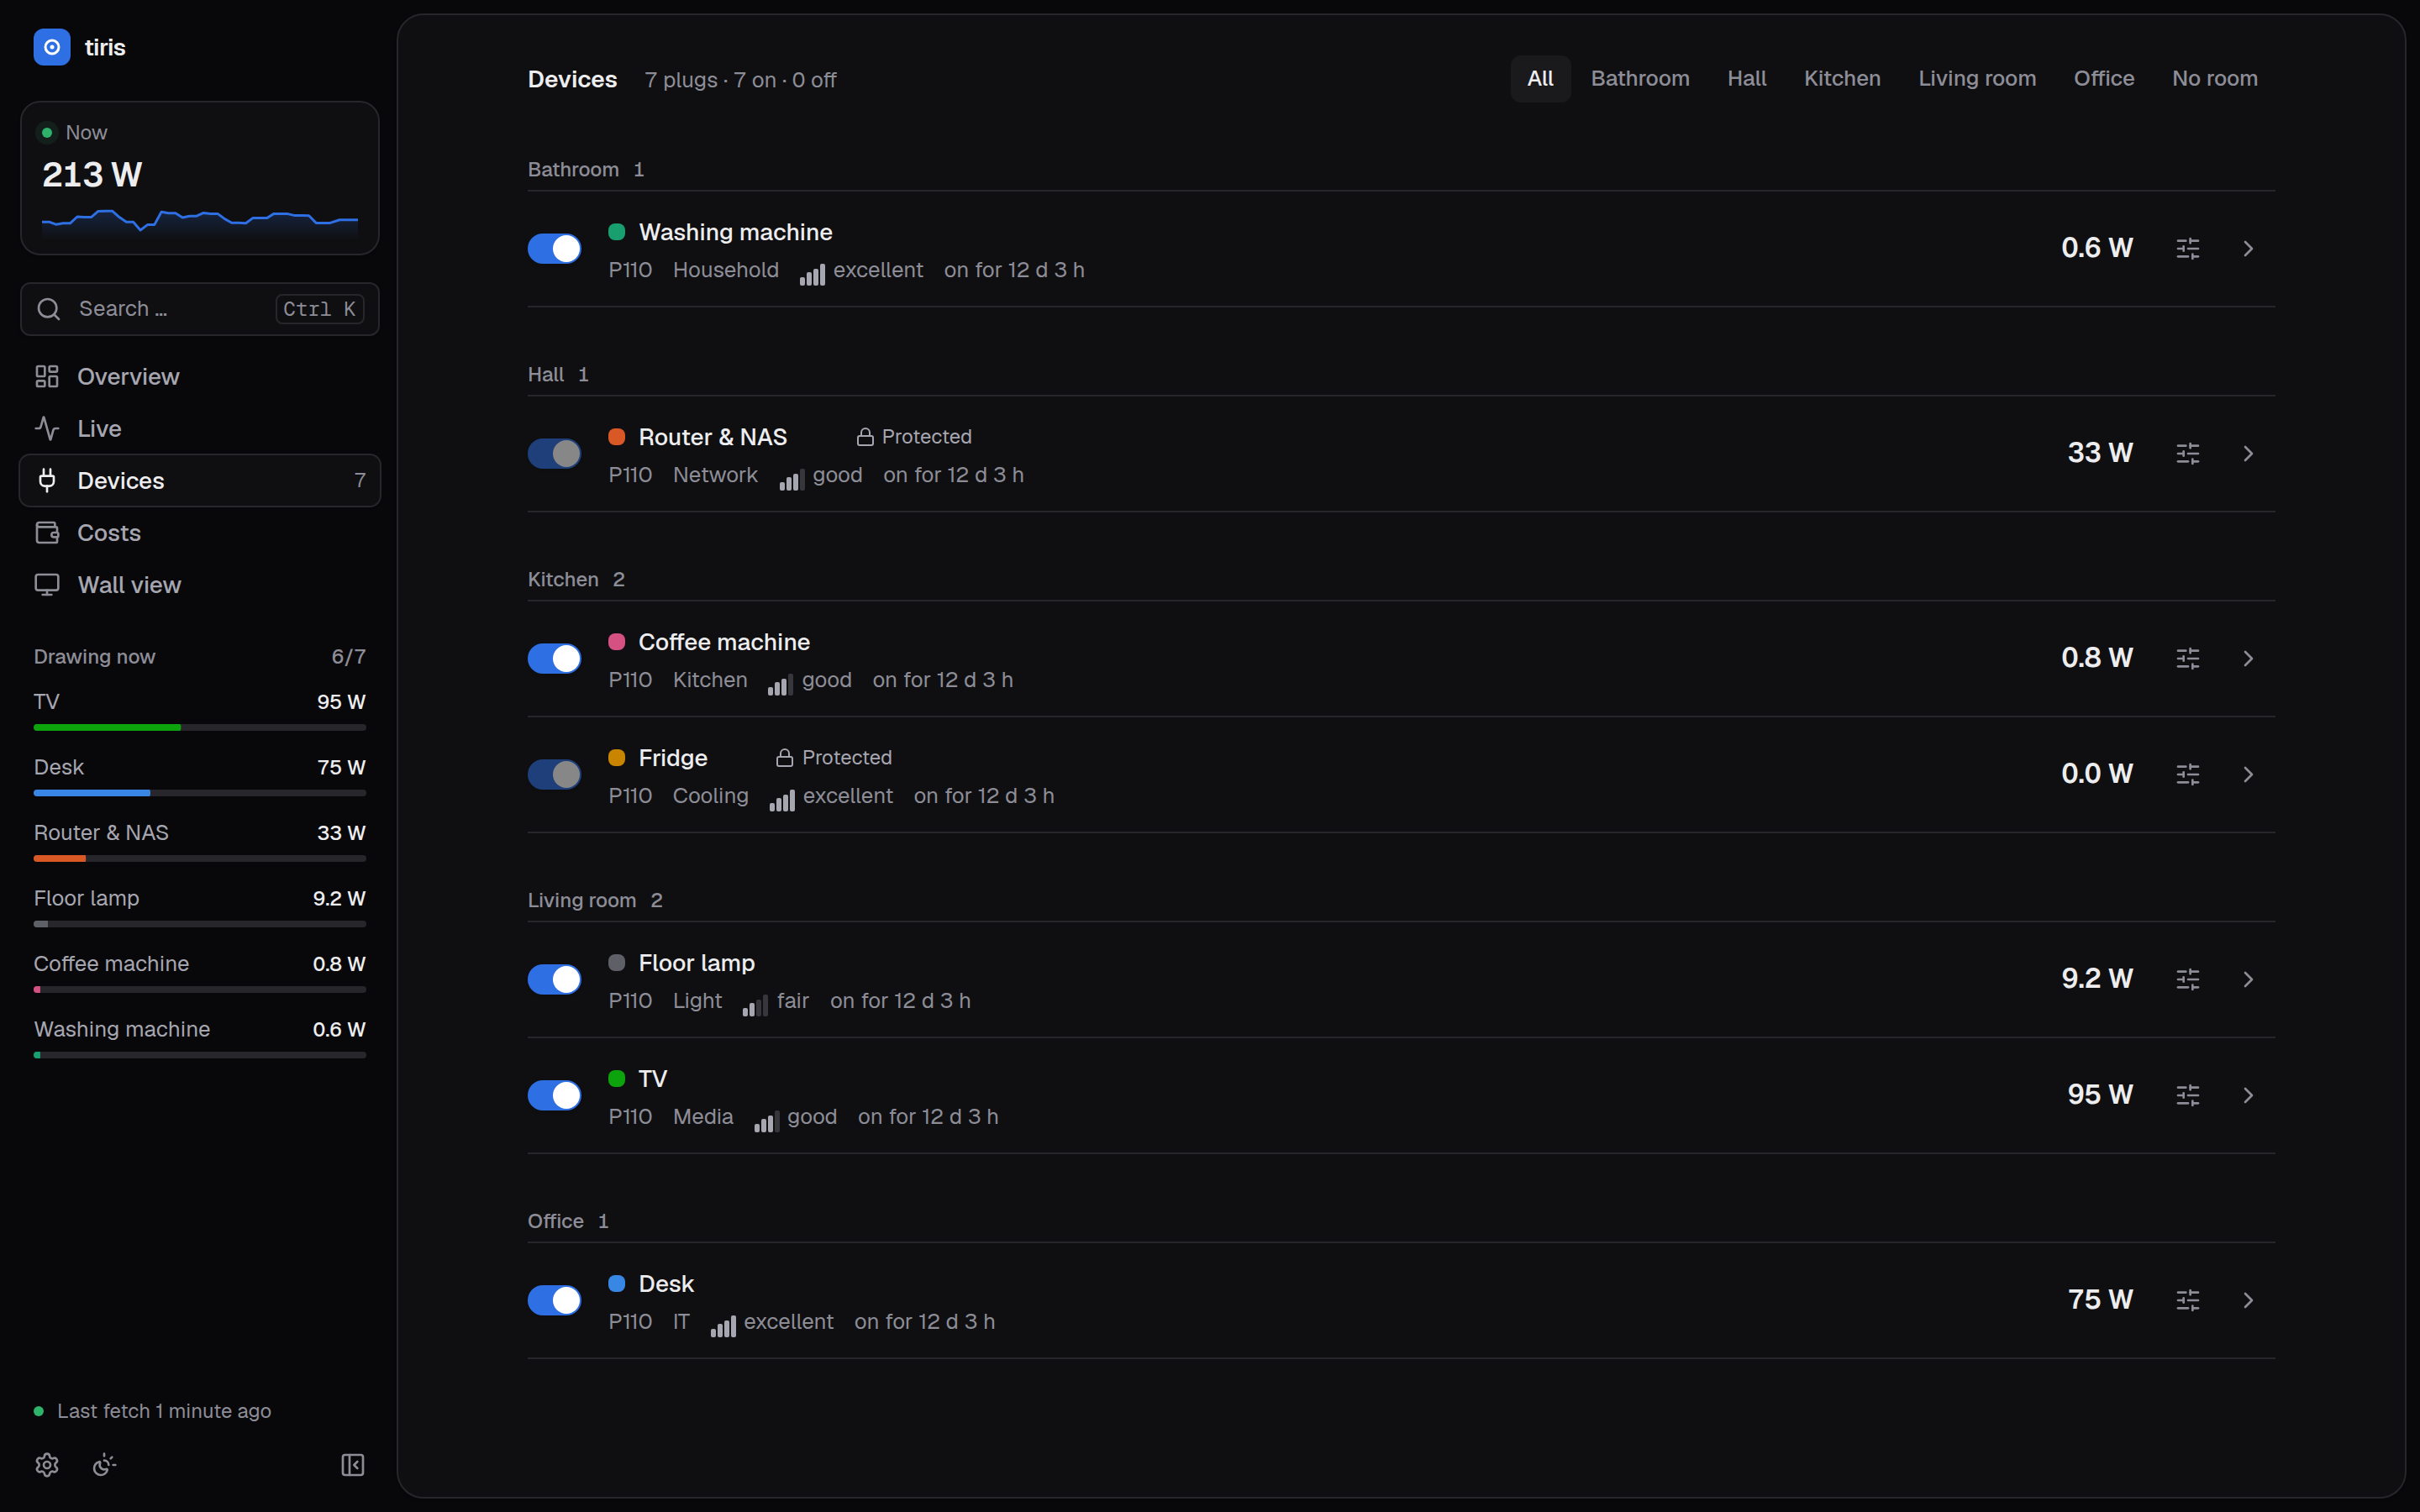 tiris
Now
213 W
Search ... Ctrl K
Overview
Live
Devices 7
Costs
Wall view
Drawing now 6/7
TV 95 W
Desk 75 W
Router & NAS 33 W
Floor lamp 9.2 W
Coffee machine 0.8 W
Washing machine 0.6 W
Last fetch 1 minute ago
Devices 7 plugs · 7 on · 0 off
All Bathroom Hall Kitchen Living room Office No room
Bathroom 1
Washing machine
P110 Household excellent on for 12 d 3 h
0.6 W
Hall 1
Router & NAS Protected
P110 Network good on for 12 d 3 h
33 W
Kitchen 2
Coffee machine
P110 Kitchen good on for 12 d 3 h
0.8 W
Fridge Protected
P110 Cooling excellent on for 12 d 3 h
0.0 W
Living room 2
Floor lamp
P110 Light fair on for 12 d 3 h
9.2 W
TV
P110 Media good on for 12 d 3 h
95 W
Office 1
Desk
P110 IT excellent on for 12 d 3 h
75 W